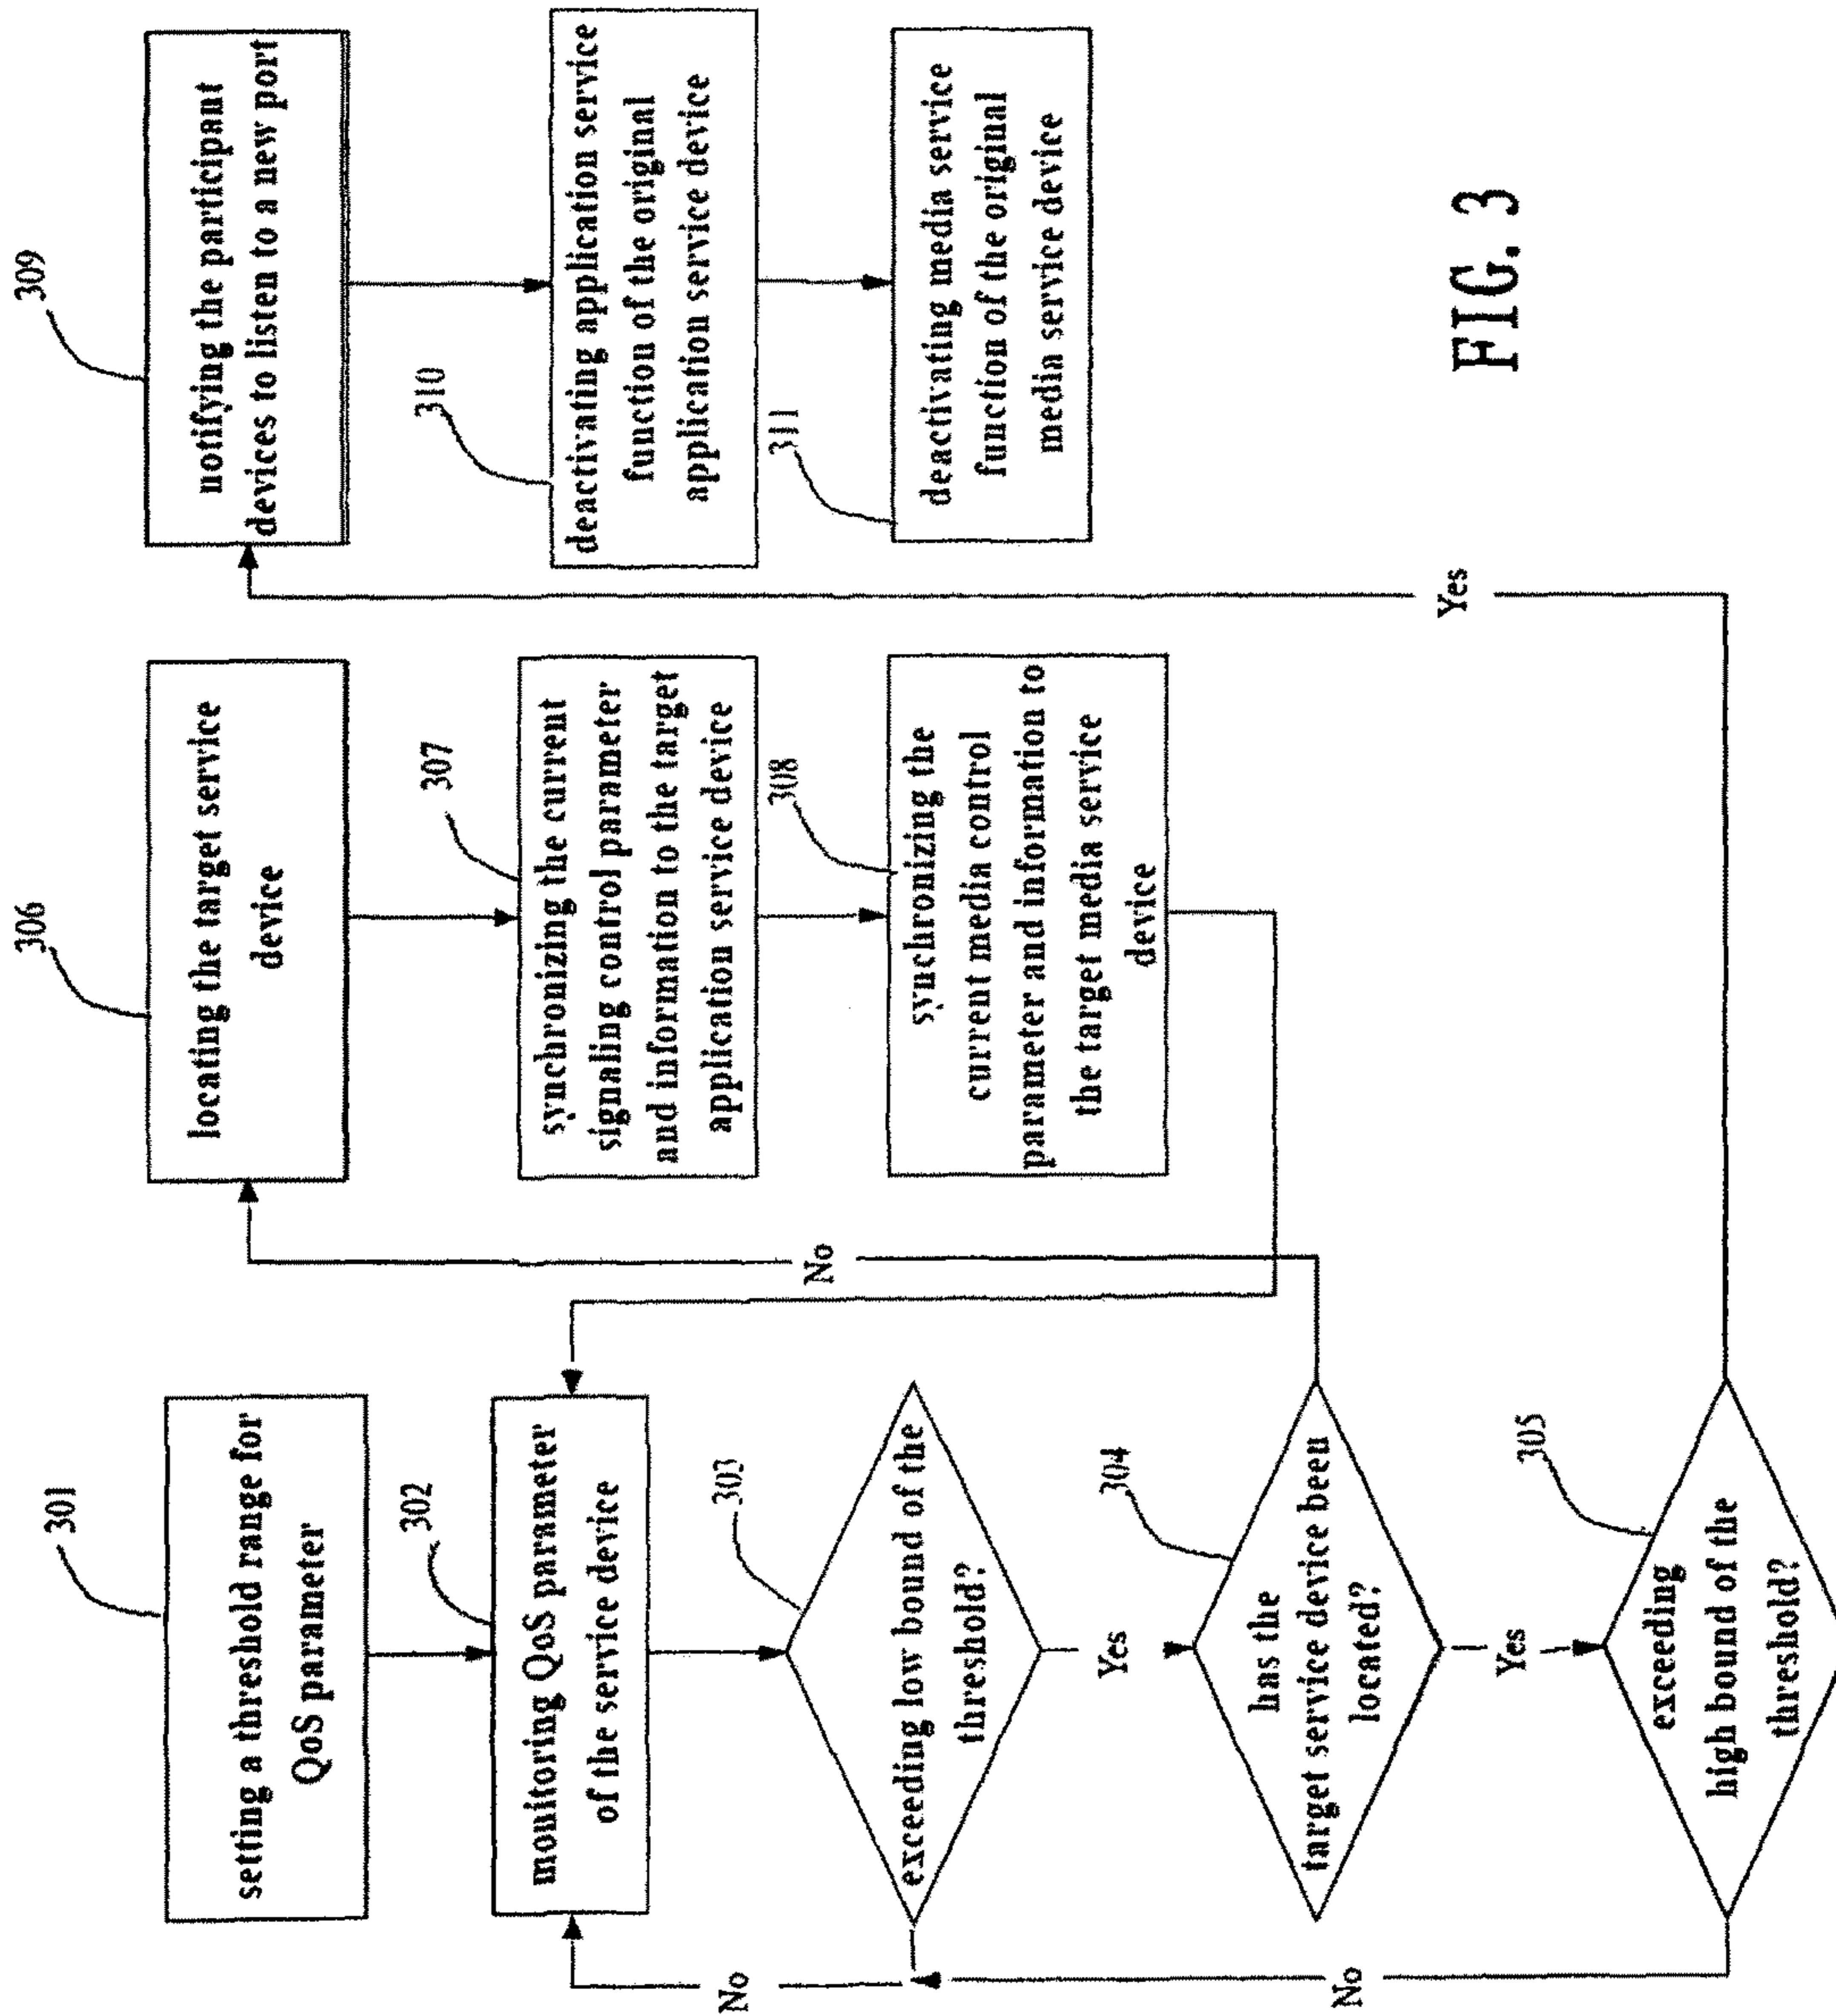 301
setting a threshold range for
QoS parameter
302
monitoring QoS parameter
of the service device
303
exceeding low bound of the
threshold?
No
Yes
304
has the
target service device been
located?
No
Yes
305
exceeding
high bound of the
threshold?
No
Yes
306
locating the target service
device
307
synchronizing the current
signaling control parameter
and information to the target
application service device
308
synchronizing the
current media control
parameter and information to
the target media service
device
309
notifying the participant
devices to listen to a new port
310
deactivating application service
function of the original
application service device
311
deactivating media service
function of the original
media service device
FIG. 3